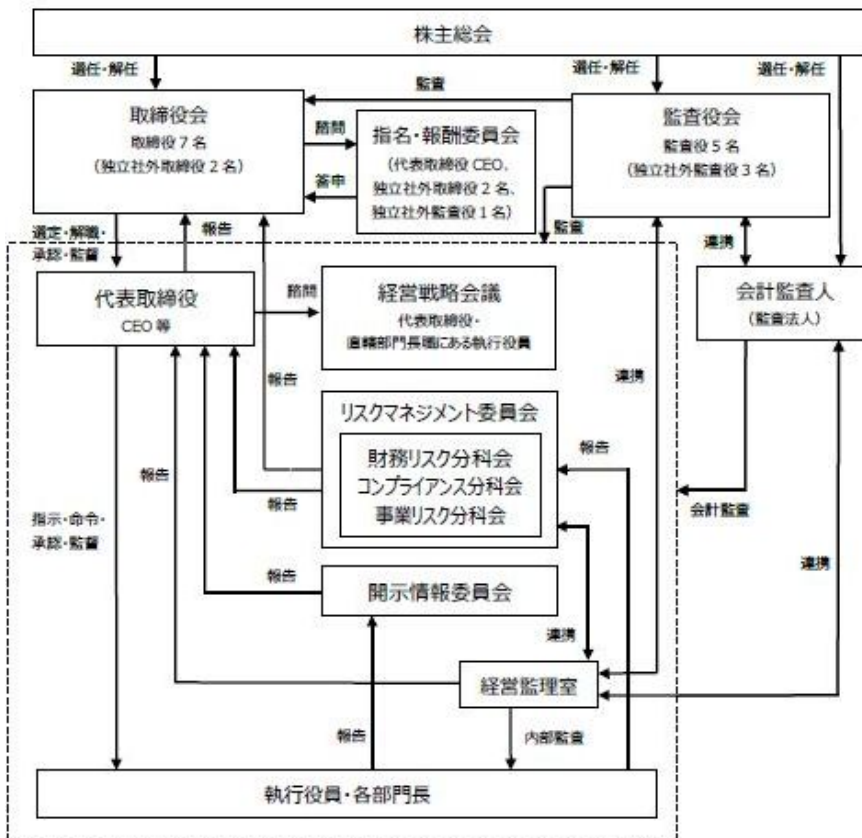 株主総会
選任・解任
選任・解任
選任・解任
監査
取締役会
取締役7名
(独立社外取締役2名)
諮問
答申
指名・報酬委員会
(代表取締役CEO、
独立社外取締役2名、
独立社外監査役1名)
監査役会
監査役5名
(独立社外監査役3名)
選定・解職・
承認・監督
報告
監査
連携
代表取締役
CEO等
諮問
経営戦略会議
代表取締役・
直轄部門長職にある執行役員
会計監査人
(監査法人)
報告
連携
リスクマネジメント委員会
財務リスク分科会
コンプライアンス分科会
事業リスク分科会
報告
報告
報告
会計監査
指示・命令・
承認・監督
報告
開示情報委員会
連携
連携
経営監理室
報告
内部監査
執行役員・各部門長